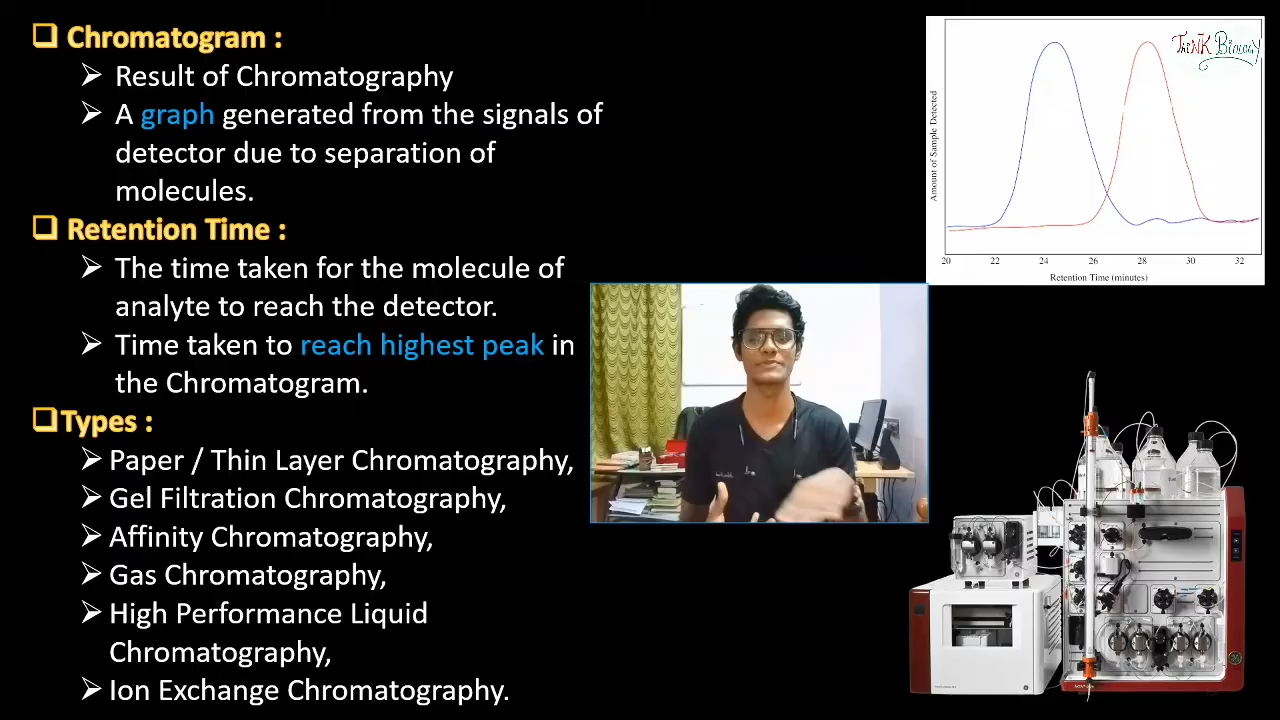 Chromatogram :
Result of Chromatography
A graph generated from the signals of
detector due to separation of
molecules.
Retention Time :
The time taken for the molecule of
analyte to reach the detector.
Time taken to reach highest peak in
the Chromatogram.
Types :
Paper / Thin Layer Chromatography,
Gel Filtration Chromatography,
Affinity Chromatography,
Gas Chromatography,
High Performance Liquid
Chromatography,
Ion Exchange Chromatography.
ThiNK Biology
Amount of Sample Detected
20 22 24 26 28 30 32
Retention Time (minutes)